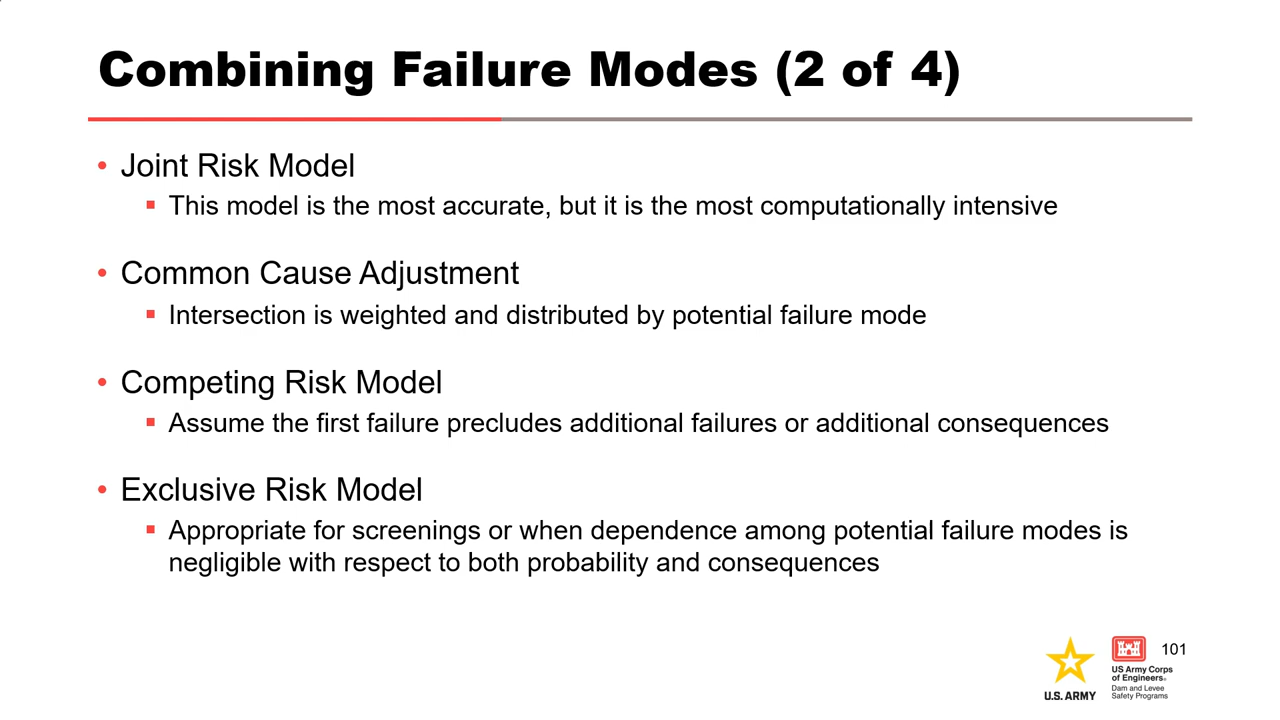 Combining Failure Modes (2 of 4)
• Joint Risk Model
▪ This model is the most accurate, but it is the most computationally intensive
• Common Cause Adjustment
▪ Intersection is weighted and distributed by potential failure mode
• Competing Risk Model
▪ Assume the first failure precludes additional failures or additional consequences
• Exclusive Risk Model
▪ Appropriate for screenings or when dependence among potential failure modes is
negligible with respect to both probability and consequences
101
U.S. ARMY
US Army Corps
of Engineers®
Dam and Levee
Safety Programs